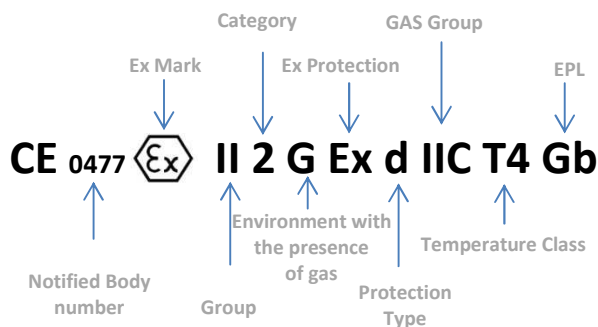 Category
GAS Group
Ex Mark
Ex Protection
EPL
CE 0477 Ex II 2 G Ex d IIC T4 Gb
Environment with
the presence
of gas
Temperature Class
Notified Body
number
Group
Protection
Type